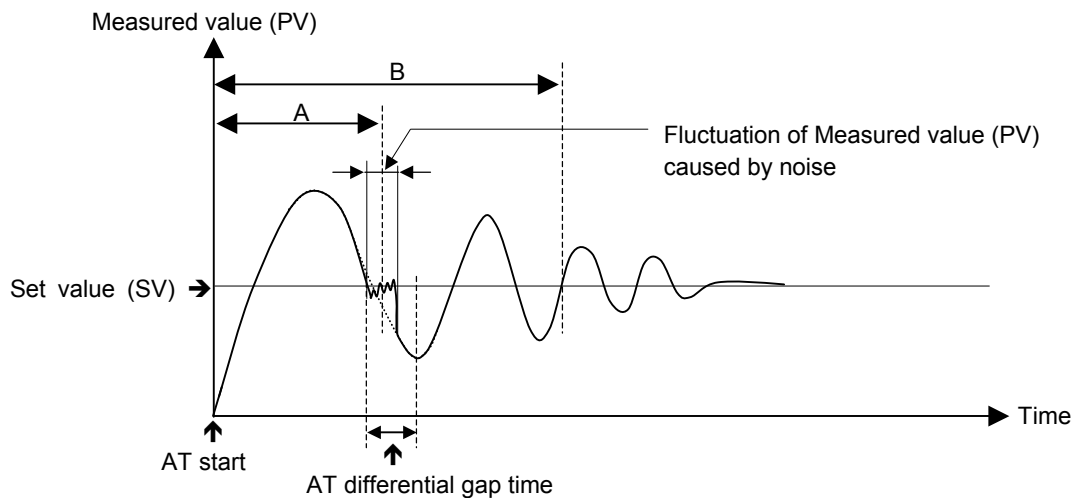 Measured value (PV)
B
A
Fluctuation of Measured value (PV)
caused by noise
Set value (SV)
Time
AT start
AT differential gap time